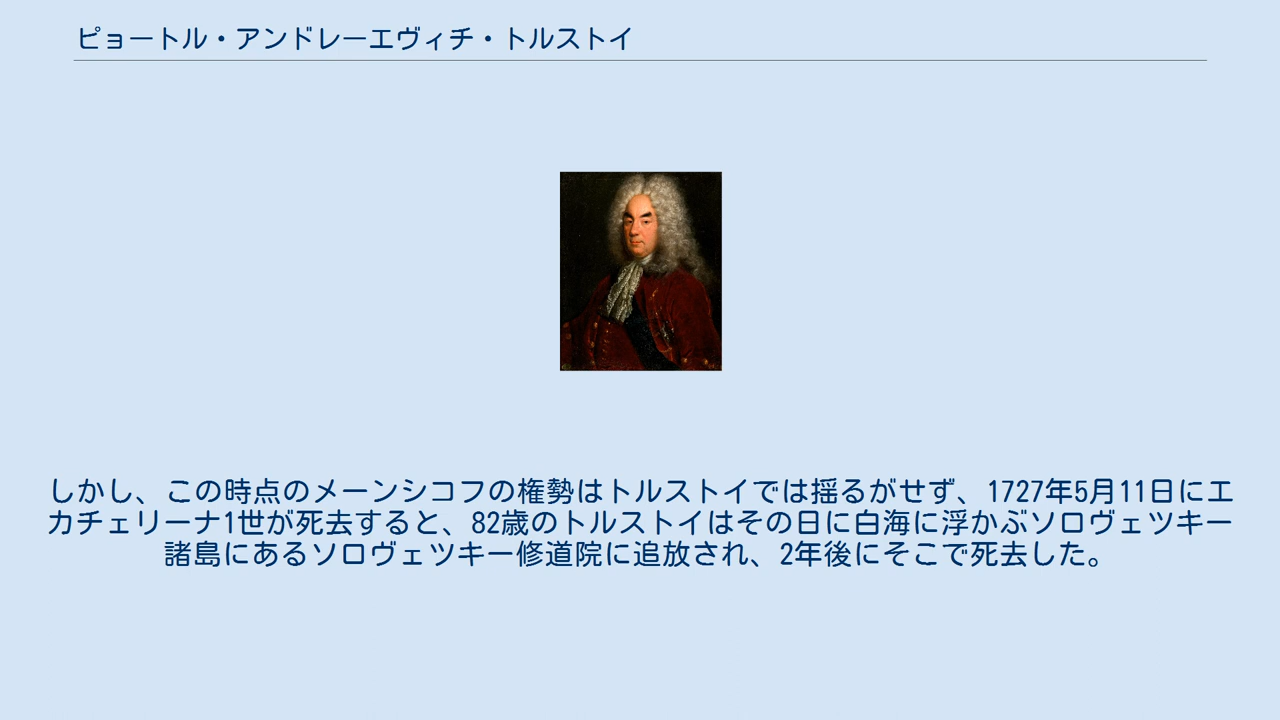 ピョートル・アンドレーエヴィチ・トルストイ
しかし、この時点のメーンシコフの権勢はトルストイでは揺るがせず、1727年5月11日にエ
カチェリーナ1世が死去すると、82歳のトルストイはその日に白海に浮かぶソロヴェツキー
諸島にあるソロヴェツキー修道院に追放され、2年後にそこで死去した。